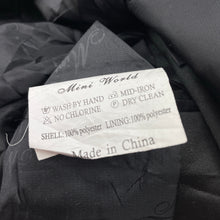 Mini World
WASH BY HAND MID-IRON
NO CHLORINE DRY CLEAN
SHELL:100% polyester LINING:100% polyester
Made in China